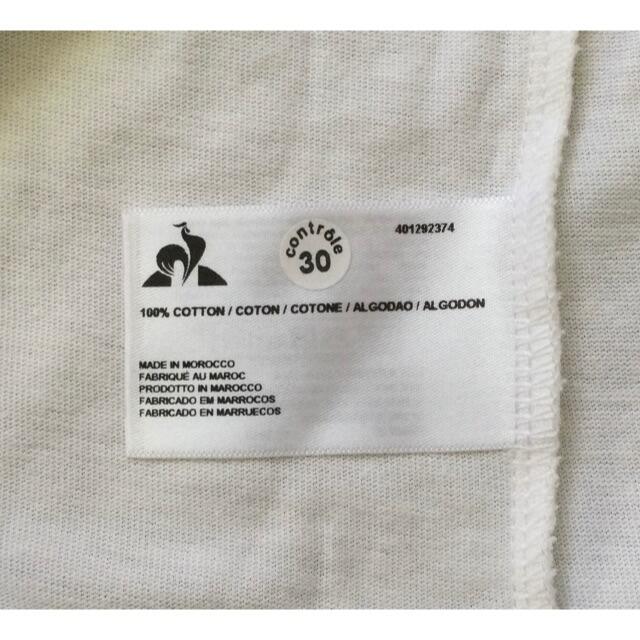 contrôle
30
401292374
100% COTTON / COTON / COTONE / ALGODAO / ALGODON
MADE IN MOROCCO
FABRIQUÉ AU MAROC
PRODOTTO IN MAROCCO
FABRICADO EM MARROCOS
FABRICADO EN MARRUECOS